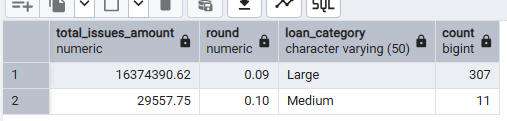 SQL
total_issues_amount round loan_category count
numeric numeric character varying (50) bigint
1 16374390.62 0.09 Large 307
2 29557.75 0.10 Medium 11